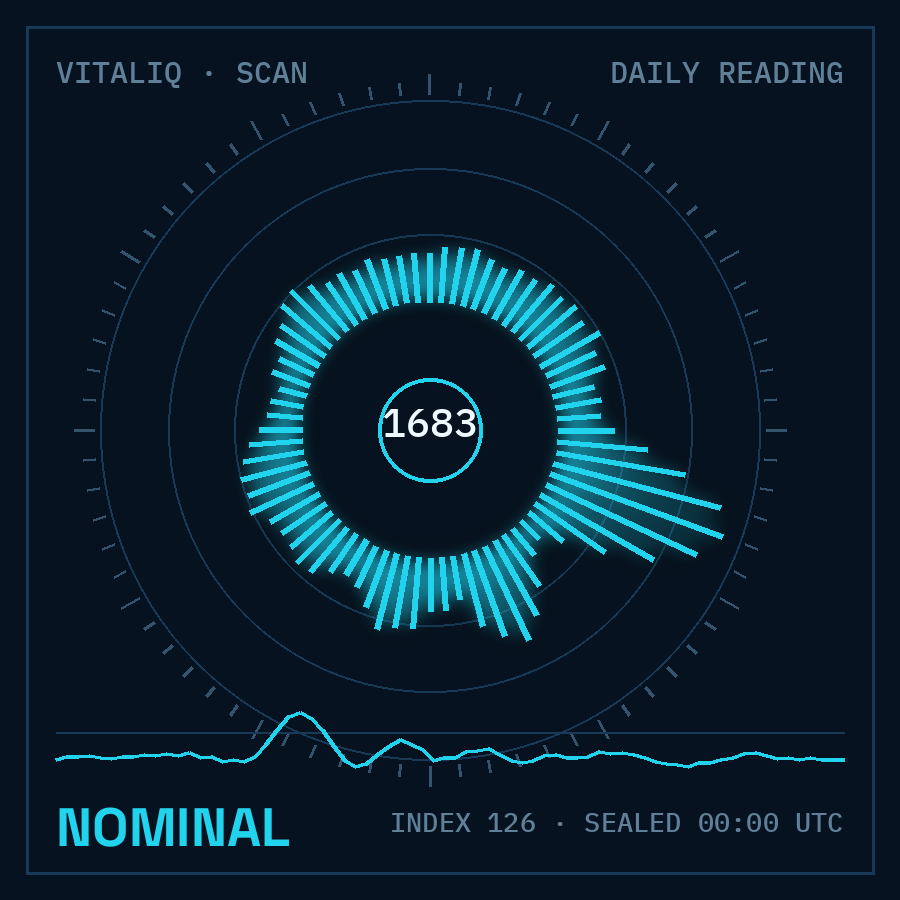 VITALIQ · SCAN
DAILY READING
1683
NOMINAL
INDEX 126 · SEALED 00:00 UTC